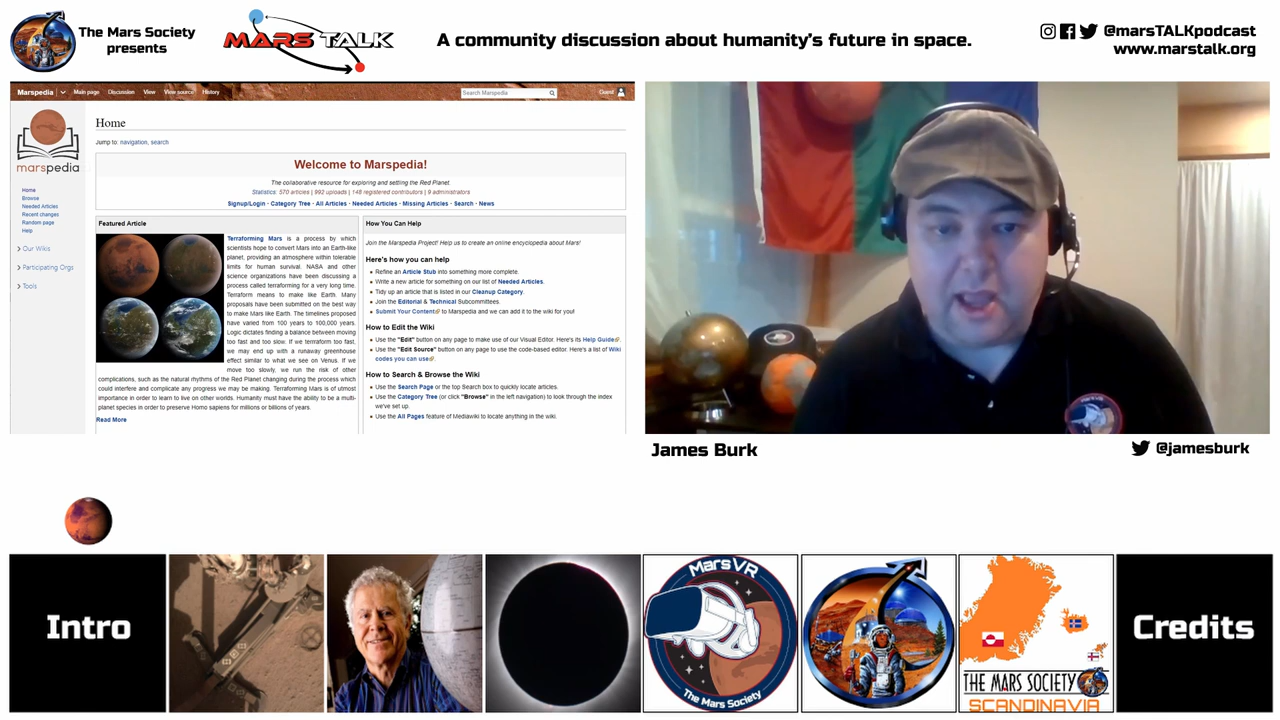 The Mars Society
presents
MARS TALK
A community discussion about humanity's future in space.
@marsTALKpodcast
www.marstalk.org
Marspedia
Main page Discussion View View source History
Search Marspedia
Guest
marspedia
Home
Browse
Needed Articles
Recent changes
Random page
Help
Our Wikis
Participating Orgs
Tools
Home
Jump to: navigation, search
Welcome to Marspedia!
The collaborative resource for exploring and settling the Red Planet.
Statistics: 570 articles | 992 uploads | 148 registered contributors | 9 administrators
Signup/Login - Category Tree - All Articles - Needed Articles - Missing Articles - Search - News
Featured Article
Terraforming Mars is a process by which
scientists hope to convert Mars into an Earth-like
planet, providing an atmosphere within tolerable
limits for human survival. NASA and other
science organizations have been discussing a
process called terraforming for a very long time.
Terraform means to make like Earth. Many
proposals have been submitted on the best way
to make Mars like Earth. The timelines proposed
have varied from 100 years to 100,000 years.
Logic dictates finding a balance between moving
too fast and too slow. If we terraform too fast,
we may end up with a runaway greenhouse
effect similar to what we see on Venus. If we
move too slowly, we run the risk of other
complications, such as the natural rhythms of the Red Planet changing during the process which
could interfere and complicate any progress we may be making. Terraforming Mars is of utmost
importance in order to learn to live on other worlds. Humanity must have the ability to be a multi-
planet species in order to preserve Homo sapiens for millions or billions of years.
Read More
How You Can Help
Join the Marspedia Project! Help us to create an online encyclopedia about Mars!
Here's how you can help
Refine an Article Stub into something more complete.
Write a new article for something on our list of Needed Articles.
Tidy up an article that is listed in our Cleanup Category.
Join the Editorial & Technical Subcommittees.
Submit Your Content to Marspedia and we can add it to the wiki for you!
How to Edit the Wiki
Use the "Edit" button on any page to make use of our Visual Editor. Here's its Help Guide.
Use the "Edit Source" button on any page to use the code-based editor. Here's a list of Wiki
codes you can use.
How to Search & Browse the Wiki
Use the Search Page or the top Search box to quickly locate articles.
Use the Category Tree (or click "Browse" in the left navigation) to look through the index
we've set up.
Use the All Pages feature of Mediawiki to locate anything in the wiki.
James Burk
@jamesburk
Intro
MarsVR
The Mars Society
THE MARS SOCIETY
SCANDINAVIA
Credits